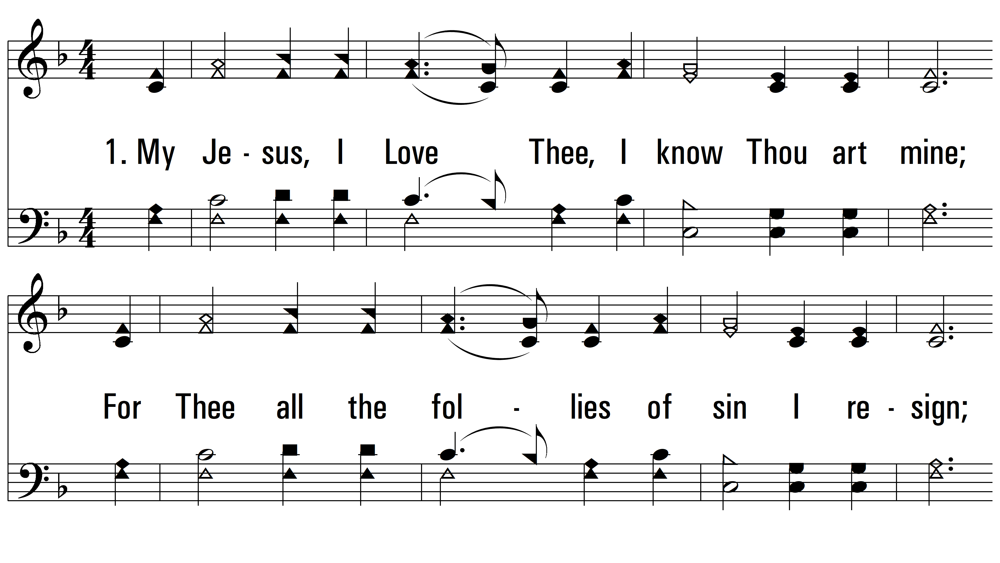 1. My Je - sus, I Love Thee, I know Thou art mine;
For Thee all the fol - lies of sin I re - sign;